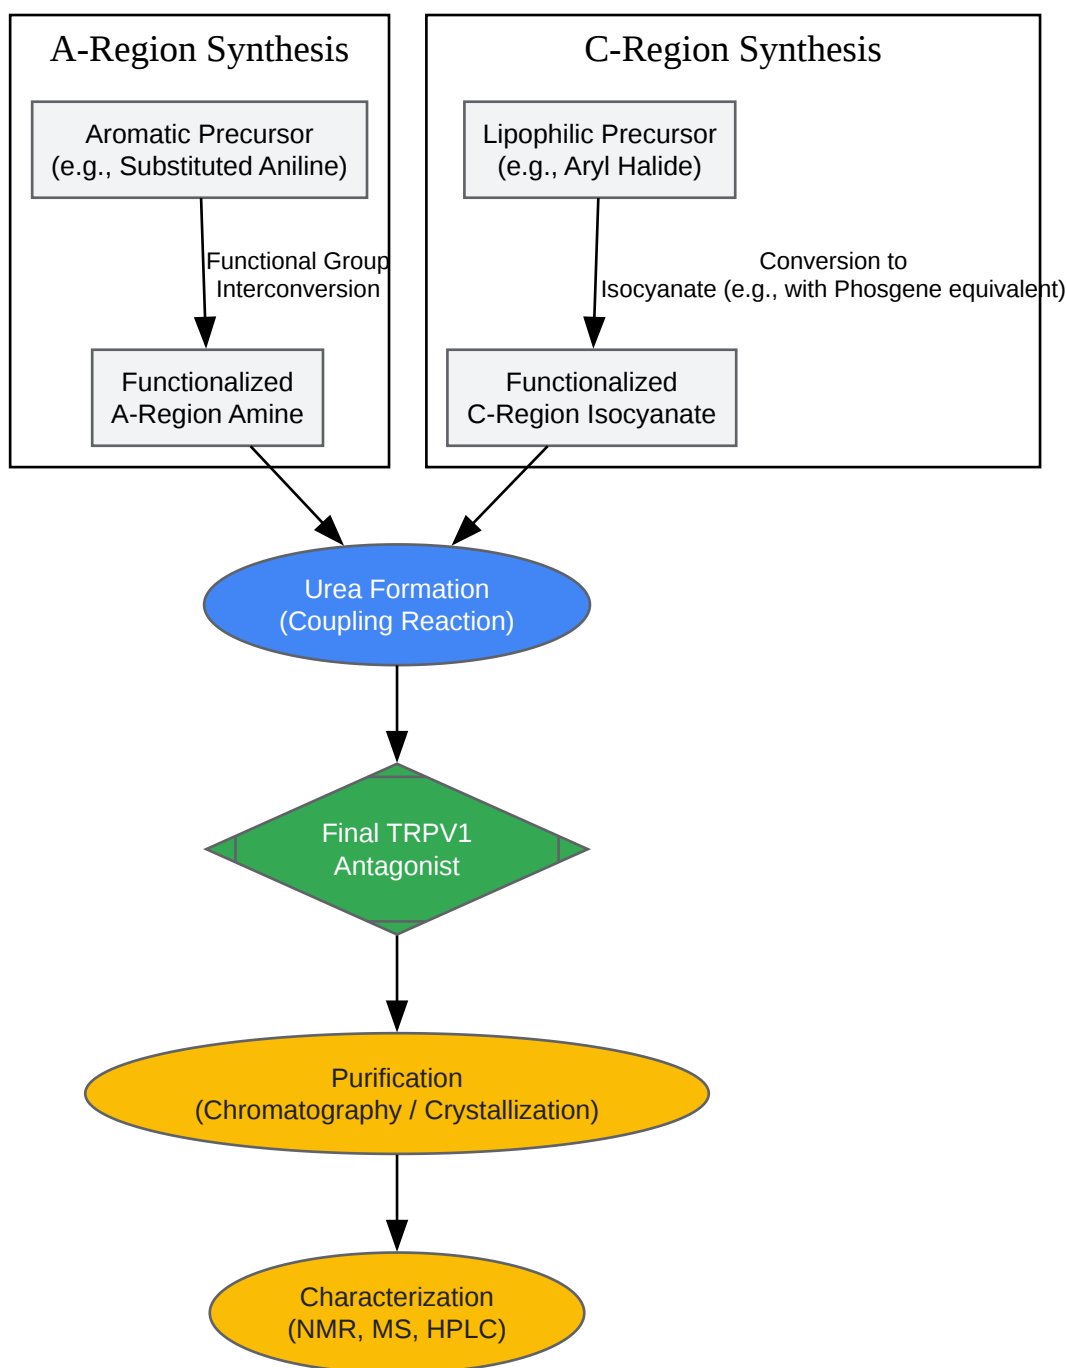 A-Region Synthesis
Aromatic Precursor
(e.g., Substituted Aniline)
Functional Group
Interconversion
Functionalized
A-Region Amine
C-Region Synthesis
Lipophilic Precursor
(e.g., Aryl Halide)
Conversion to
Isocyanate (e.g., with Phosgene equivalent)
Functionalized
C-Region Isocyanate
Urea Formation
(Coupling Reaction)
Final TRPV1
Antagonist
Purification
(Chromatography / Crystallization)
Characterization
(NMR, MS, HPLC)